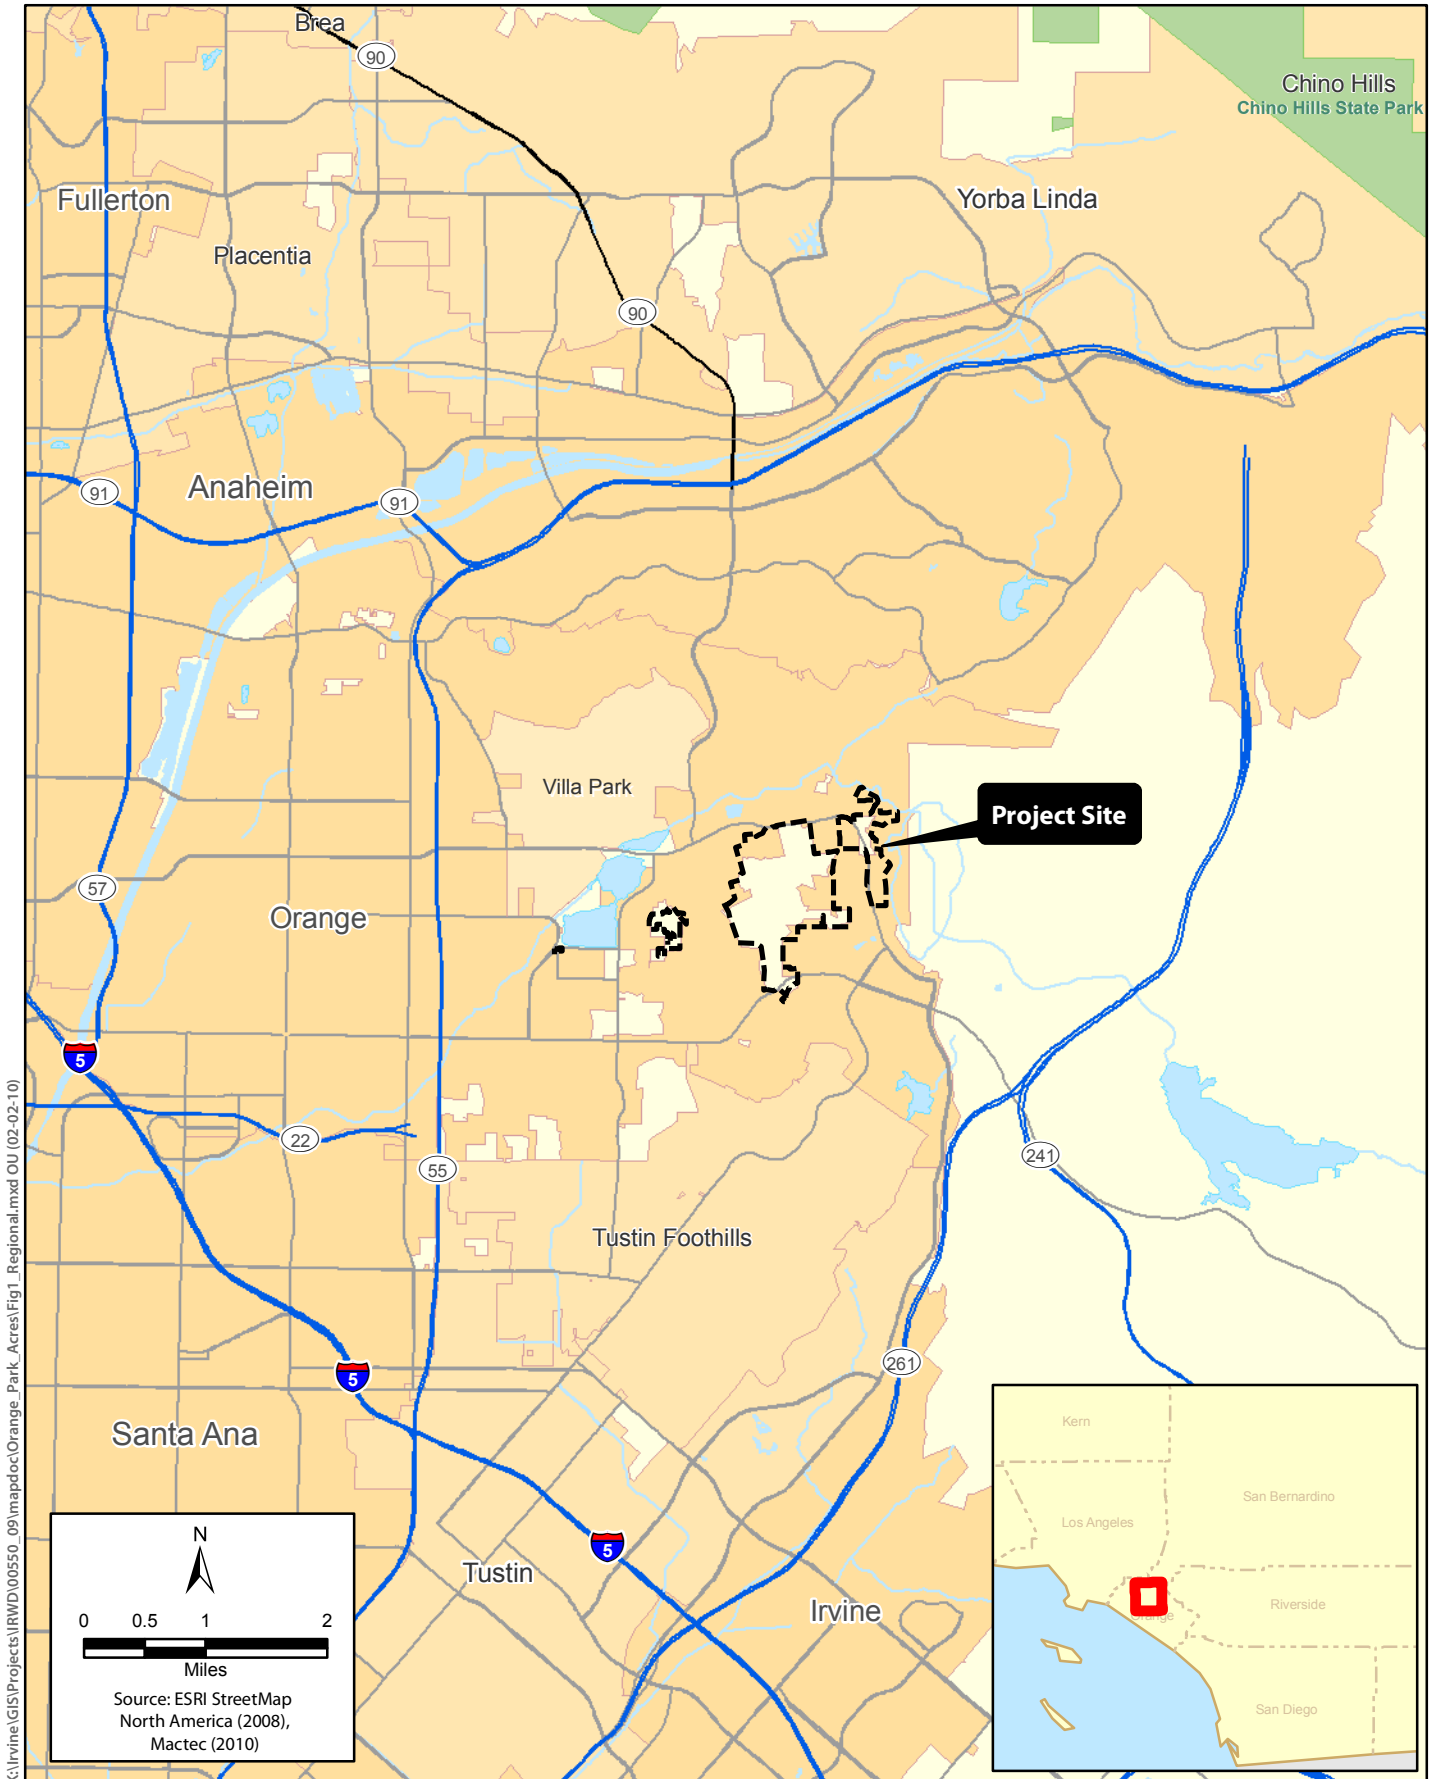 Brea
90
Chino Hills
Chino Hills State Park
Fullerton
Yorba Linda
Placentia
90
Anaheim
91
91
Villa Park
Project Site
57
Orange
5
22
55
241
Tustin Foothills
261
5
Santa Ana
5
Tustin
Irvine
N
0 0.5 1 2
Miles
Source: ESRI StreetMap
North America (2008),
Mactec (2010)
Kern
San Bernardino
Los Angeles
Orange
Riverside
San Diego
K:\Irvine\GIS\Projects\IRWD\00550_09\mapdoc\Orange_Park_Acres\Fig1_Regional.mxd OU (02-02-10)